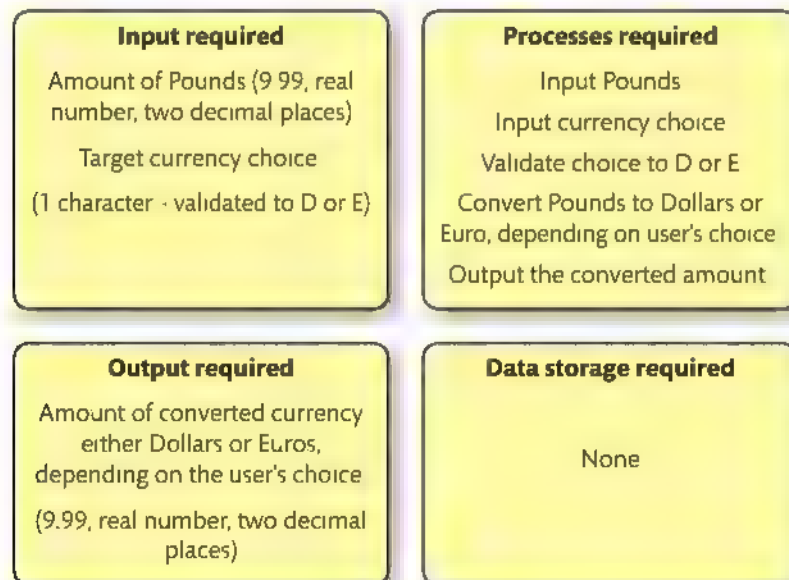 Input required
Amount of Pounds (9 99, real
number, two decimal places)
Target currency choice
(1 character - validated to D or E)
Processes required
Input Pounds
Input currency choice
Validate choice to D or E
Convert Pounds to Dollars or
Euro, depending on user's choice
Output the converted amount
Output required
Amount of converted currency
either Dollars or Euros,
depending on the user's choice
(9.99, real number, two decimal
places)
Data storage required
None